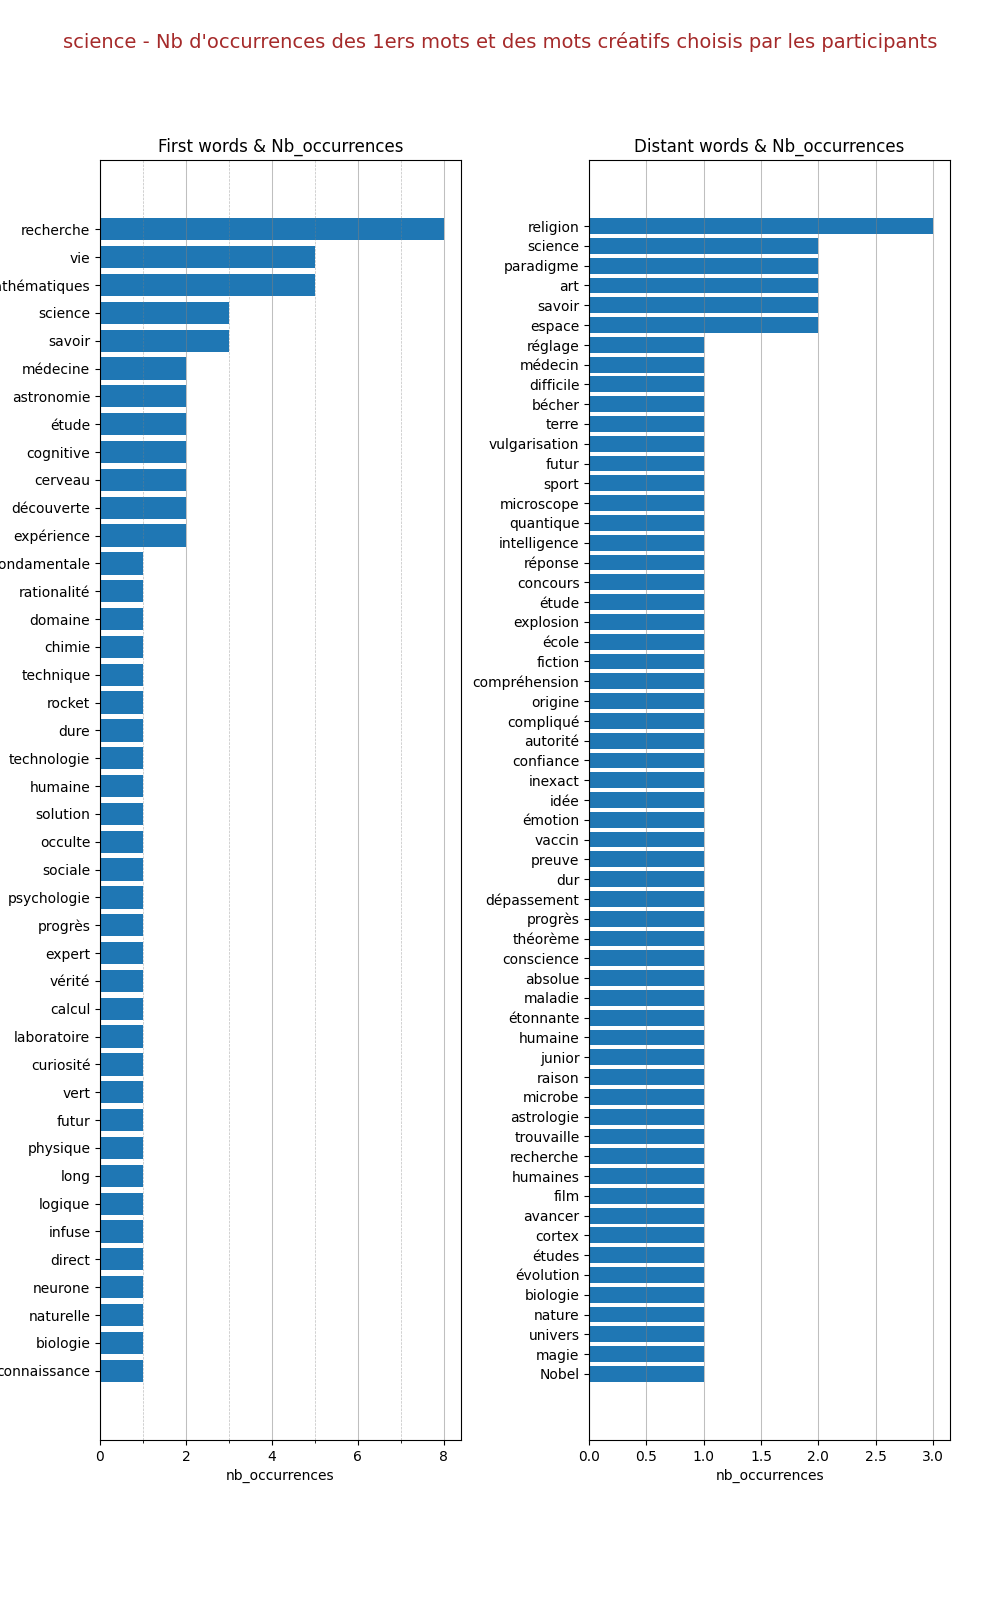 science - Nb d'occurrences des 1ers mots et des mots créatifs choisis par les participants
First words & Nb_occurrences
recherche
vie
thématiques
science
savoir
médecine
astronomie
étude
cognitive
cerveau
découverte
expérience
ondamentale
rationalité
domaine
chimie
technique
rocket
dure
technologie
humaine
solution
occulte
sociale
psychologie
progrès
expert
vérité
calcul
laboratoire
curiosité
vert
futur
physique
long
logique
infuse
direct
neurone
naturelle
biologie
connaissance
0 2 4 6 8
nb_occurrences
Distant words & Nb_occurrences
religion
science
paradigme
art
savoir
espace
réglage
médecin
difficile
bécher
terre
vulgarisation
futur
sport
microscope
quantique
intelligence
réponse
concours
étude
explosion
école
fiction
compréhension
origine
compliqué
autorité
confiance
inexact
idée
émotion
vaccin
preuve
dur
dépassement
progrès
théorème
conscience
absolue
maladie
étonnante
humaine
junior
raison
microbe
astrologie
trouvaille
recherche
humaines
film
avancer
cortex
études
évolution
biologie
nature
univers
magie
Nobel
0.0 0.5 1.0 1.5 2.0 2.5 3.0
nb_occurrences